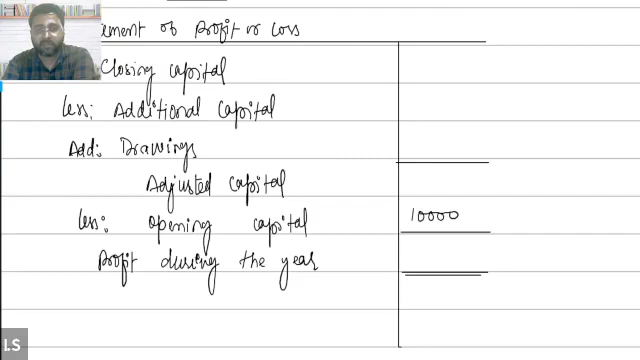 ement of Profit or Loss
Closing capital
Less: Additional Capital
Add: Drawings
Adjusted Capital
Less: Opening Capital 10000
Profit during the year
I.S